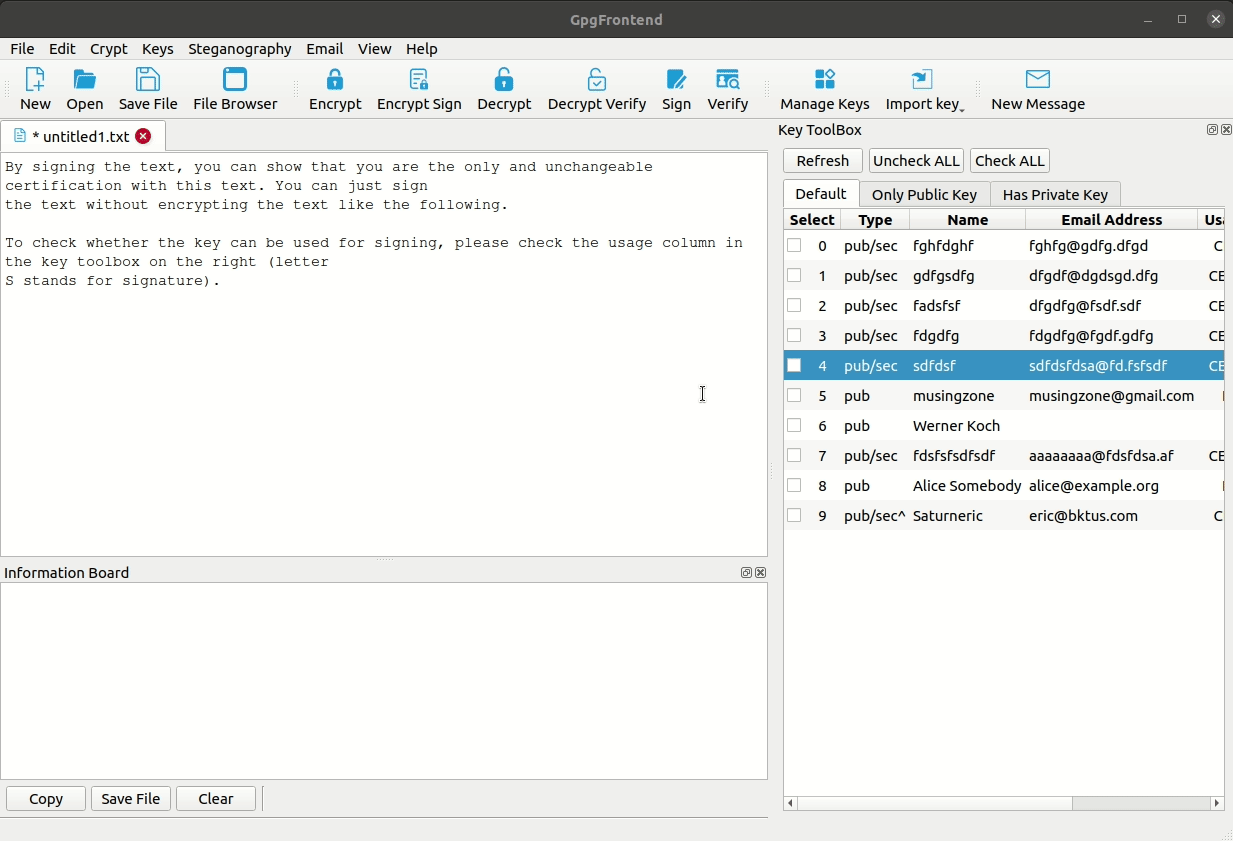 GpgFrontend
File Edit Crypt Keys Steganography Email View Help
New Open Save File File Browser Encrypt Encrypt Sign Decrypt Decrypt Verify Sign Verify Manage Keys Import key New Message
* untitled1.txt
By signing the text, you can show that you are the only and unchangeable
certification with this text. You can just sign
the text without encrypting the text like the following.
To check whether the key can be used for signing, please check the usage column in
the key toolbox on the right (letter
S stands for signature).
Information Board
Copy Save File Clear
Key ToolBox
Refresh Uncheck ALL Check ALL
Default Only Public Key Has Private Key
Select Type Name Email Address
0 pub/sec fghfdghf fghfg@gdfg.dfgd C
1 pub/sec gdfgsdfg dfgdf@dgdsgd.dfg CE
2 pub/sec fadsfsf dfgdfg@fsdf.sdf CE
3 pub/sec fdgdfg fdgdfg@fgdf.gdfg CE
4 pub/sec sdfdsf sdfdsfdsa@fd.fsfsdf CE
5 pub musingzone musingzone@gmail.com
6 pub Werner Koch
7 pub/sec fdsfsfsdfsdf aaaaaaaa@fdsfdsa.af CE
8 pub Alice Somebody alice@example.org
9 pub/sec^ Saturneric eric@bktus.com C